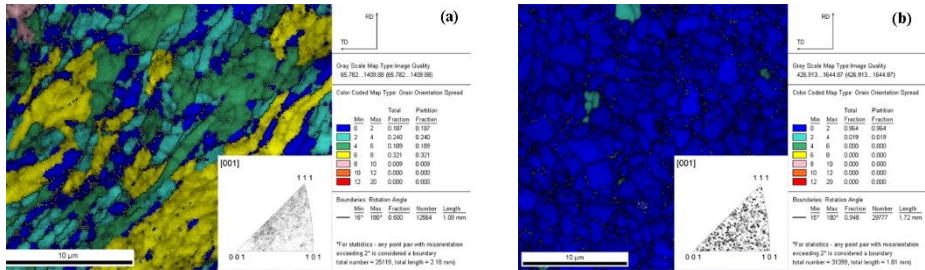 (a)
RD
TD
Gray Scale Map Type:Image Quality
65.782...1409.88 (65.782...1409.88)
Color Coded Map Type: Grain Orientation Spread
Total Partition
Min Max Fraction Fraction
0 2 0.187 0.187
2 4 0.240 0.240
4 6 0.189 0.189
6 8 0.321 0.321
8 10 0.009 0.009
10 12 0.000 0.000
12 20 0.000 0.000
Boundaries: Rotation Angle
Min Max Fraction Number Length
15° 180° 0.500 12564 1.09 mm
*For statistics - any point pair with misorientation
exceeding 2° is considered a boundary
total number = 25119, total length = 2.18 mm)
[001]
1 1 1
0 0 1
1 0 1
10 µm
(b)
RD
TD
Gray Scale Map Type:Image Quality
426.913...1644.87 (426.913...1644.87)
Color Coded Map Type: Grain Orientation Spread
Total Partition
Min Max Fraction Fraction
0 2 0.964 0.964
2 4 0.019 0.019
4 6 0.000 0.000
6 8 0.000 0.000
8 10 0.000 0.000
10 12 0.000 0.000
12 20 0.000 0.000
Boundaries: Rotation Angle
Min Max Fraction Number Length
15° 180° 0.948 29777 1.72 mm
*For statistics - any point pair with misorientation
exceeding 2° is considered a boundary
total number = 31399, total length = 1.81 mm)
[001]
1 1 1
0 0 1
1 0 1
10 µm